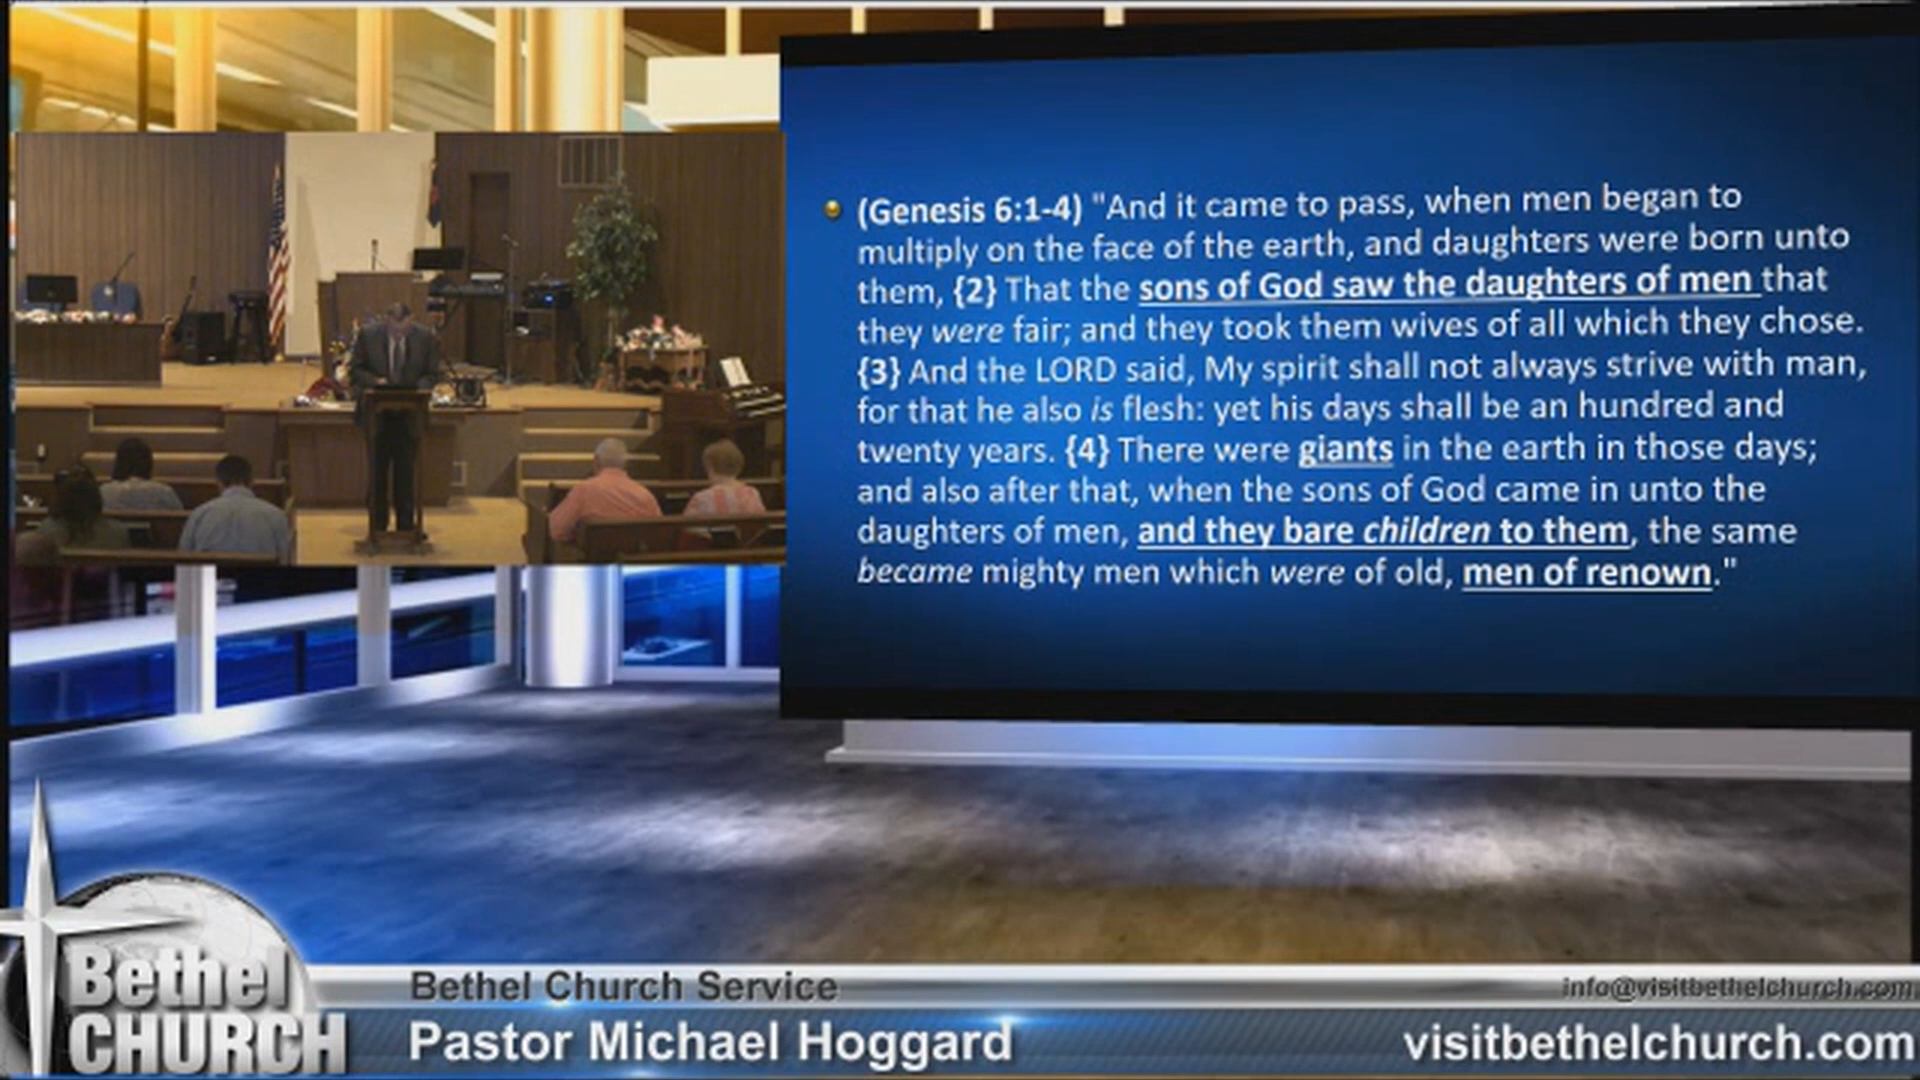 (Genesis 6:1-4) "And it came to pass, when men began to
multiply on the face of the earth, and daughters were born unto
them, {2} That the sons of God saw the daughters of men that
they were fair; and they took them wives of all which they chose.
{3} And the LORD said, My spirit shall not always strive with man,
for that he also is flesh: yet his days shall be an hundred and
twenty years. {4} There were giants in the earth in those days;
and also after that, when the sons of God came in unto the
daughters of men, and they bare children to them, the same
became mighty men which were of old, men of renown."
Bethel
CHURCH
Bethel Church Service
info@visitbethelchurch.com
Pastor Michael Hoggard
visitbethelchurch.com